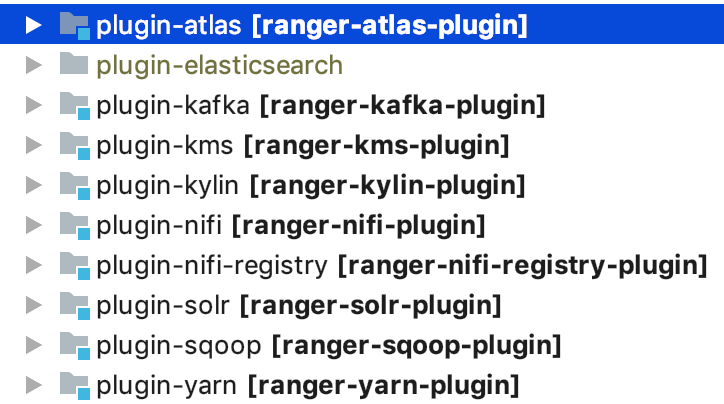 plugin-atlas [ranger-atlas-plugin]
plugin-elasticsearch
plugin-kafka [ranger-kafka-plugin]
plugin-kms [ranger-kms-plugin]
plugin-kylin [ranger-kylin-plugin]
plugin-nifi [ranger-nifi-plugin]
plugin-nifi-registry [ranger-nifi-registry-plugin]
plugin-solr [ranger-solr-plugin]
plugin-sqoop [ranger-sqoop-plugin]
plugin-yarn [ranger-yarn-plugin]